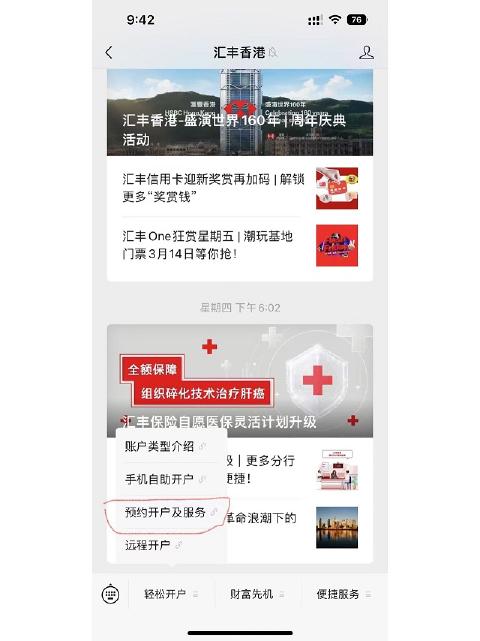 9:42
76
汇丰香港
汇丰香港-盛演世界160年 | 周年庆典
活动
汇丰信用卡迎新奖赏再加码 | 解锁
更多“奖赏钱”
汇丰One狂赏星期五 | 潮玩基地
门票3月14日等你抢！
星期四 下午6:02
全额保障
组织碎化技术治疗肝癌
汇丰保险自愿医保灵活计划升级
账户类型介绍
级 | 更多分行
手机自助开户
便捷！
预约开户及服务
革命浪潮下的
远程开户
轻松开户
财富先机
便捷服务